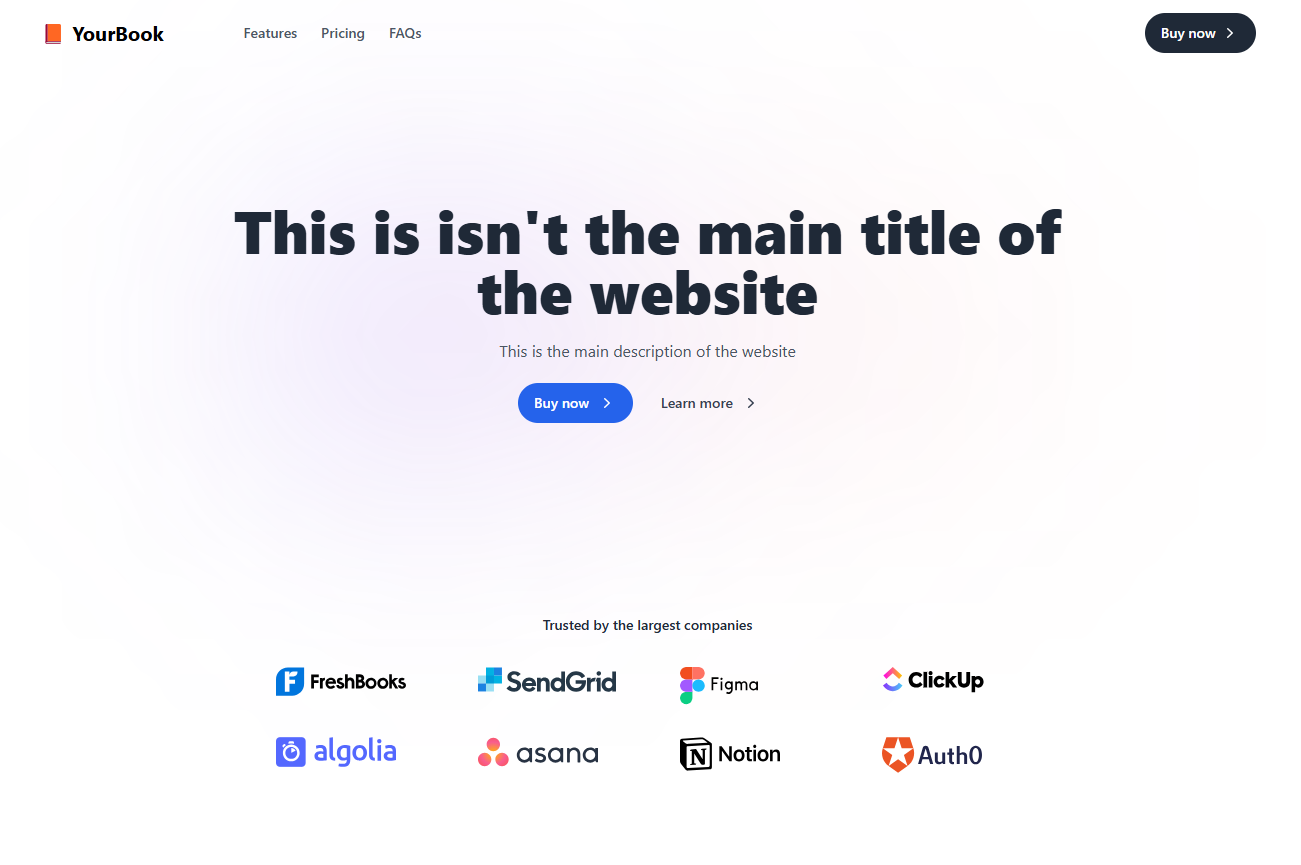 YourBook
Features
Pricing
FAQs
Buy now
This is isn't the main title of
the website
This is the main description of the website
Buy now
Learn more
Trusted by the largest companies
FreshBooks
SendGrid
Figma
ClickUp
algolia
asana
Notion
Auth0